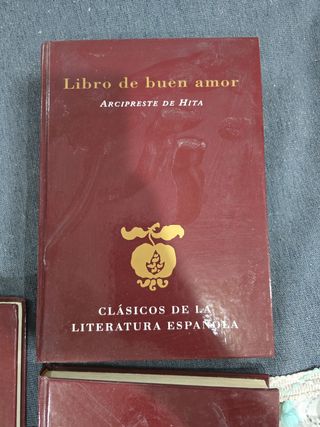 Libro de buen amor
ARCIPRESTE DE HITA
CLÁSICOS DE LA
LITERATURA ESPAÑOLA